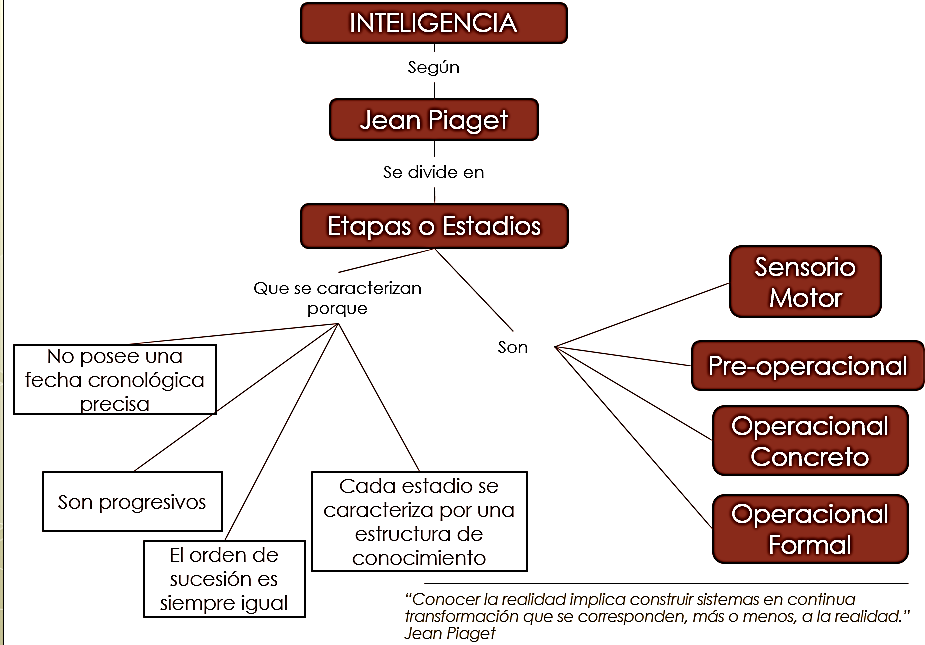 INTELIGENCIA
Según
Jean Piaget
Se divide en
Etapas o Estadios
Que se caracterizan
porque
No posee una
fecha cronológica
precisa
Son progresivos
El orden de
sucesión es
siempre igual
Cada estadio se
caracteriza por una
estructura de
conocimiento
Son
Sensorio
Motor
Pre-operacional
Operacional
Concreto
Operacional
Formal
“Conocer la realidad implica construir sistemas en continua
transformación que se corresponden, más o menos, a la realidad.”
Jean Piaget